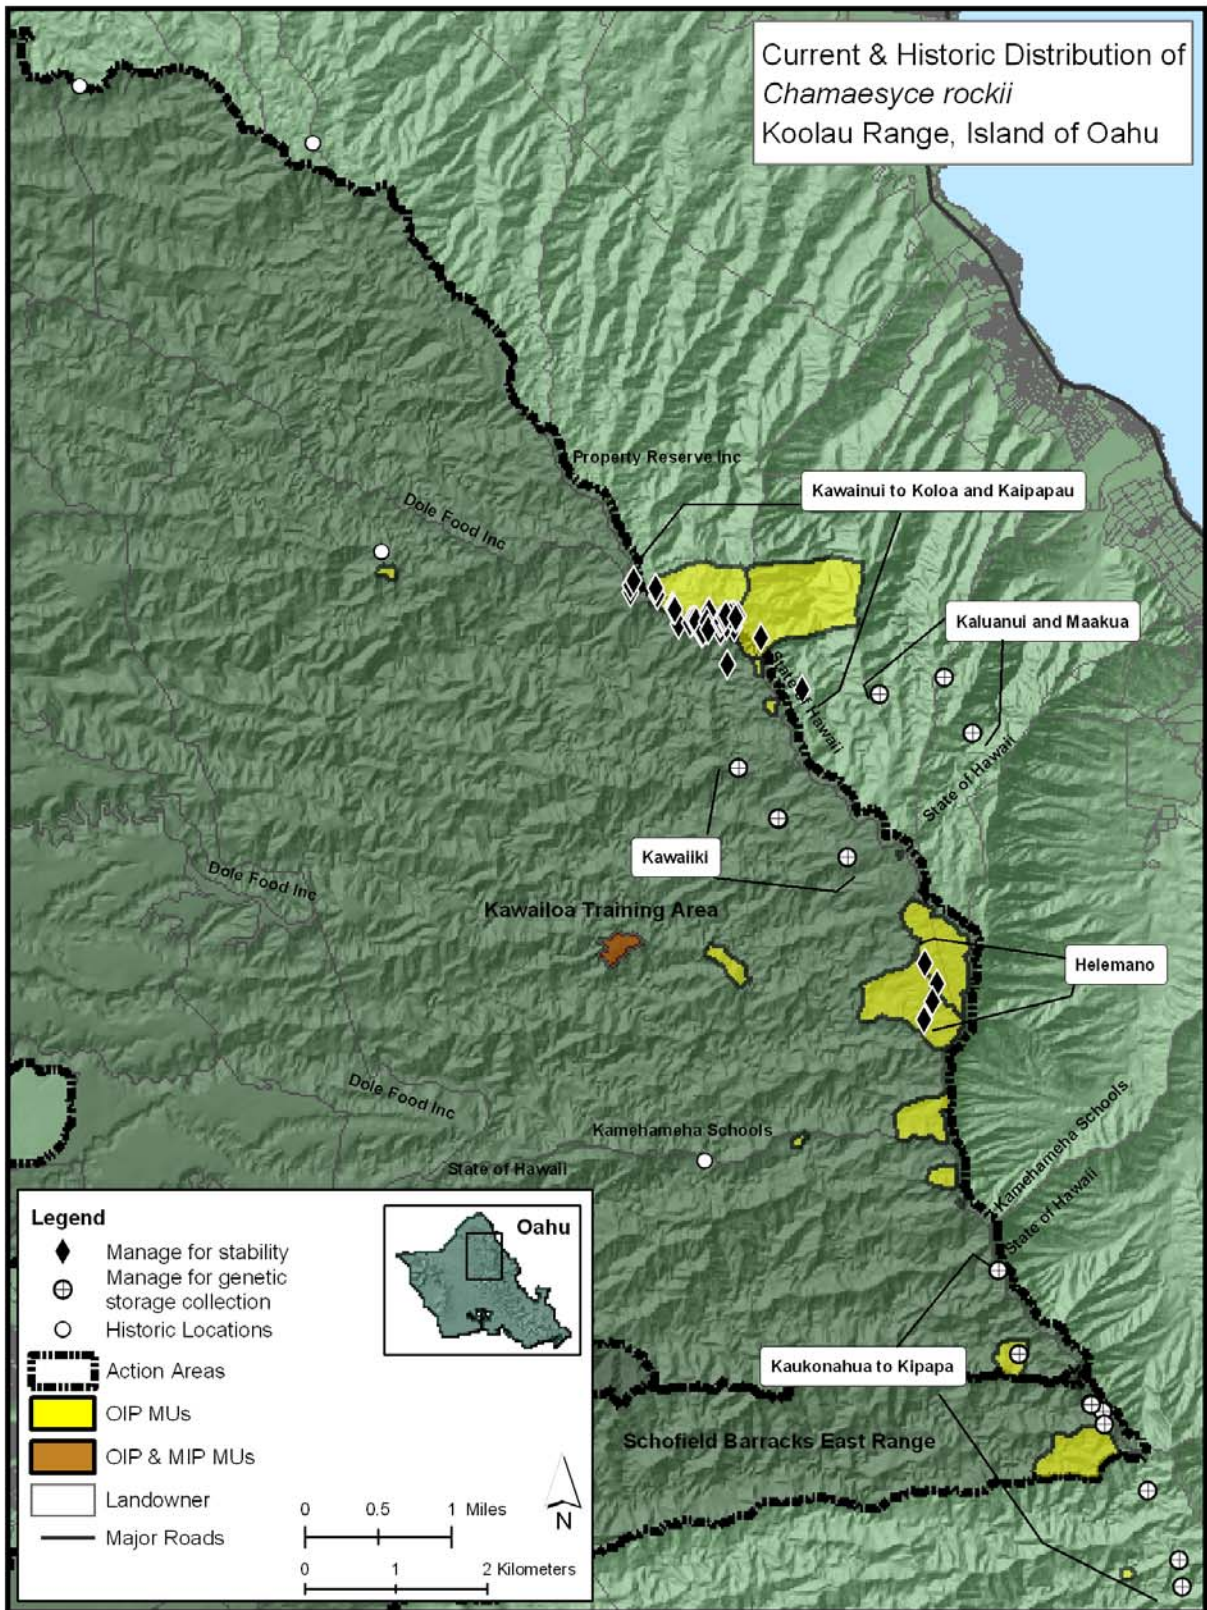 Current & Historic Distribution of
Chamaesyce rockii
Koolau Range, Island of Oahu
Property Reserve Inc
Kawainui to Koloa and Kaipapau
Dole Food Inc
Kaluanui and Maakua
State of Hawaii
State of Hawaii
Kawaiiki
Dole Food Inc
Kawailoa Training Area
Helemano
Dole Food Inc
Kamehameha Schools
Kamehameha Schools
State of Hawaii
State of Hawaii
Legend
Manage for stability
Manage for genetic
storage collection
Historic Locations
Action Areas
OIP MUs
OIP & MIP MUs
Landowner
Major Roads
Oahu
0 0.5 1 Miles
0 1 2 Kilometers
N
Kaukonahua to Kipapa
Schofield Barracks East Range